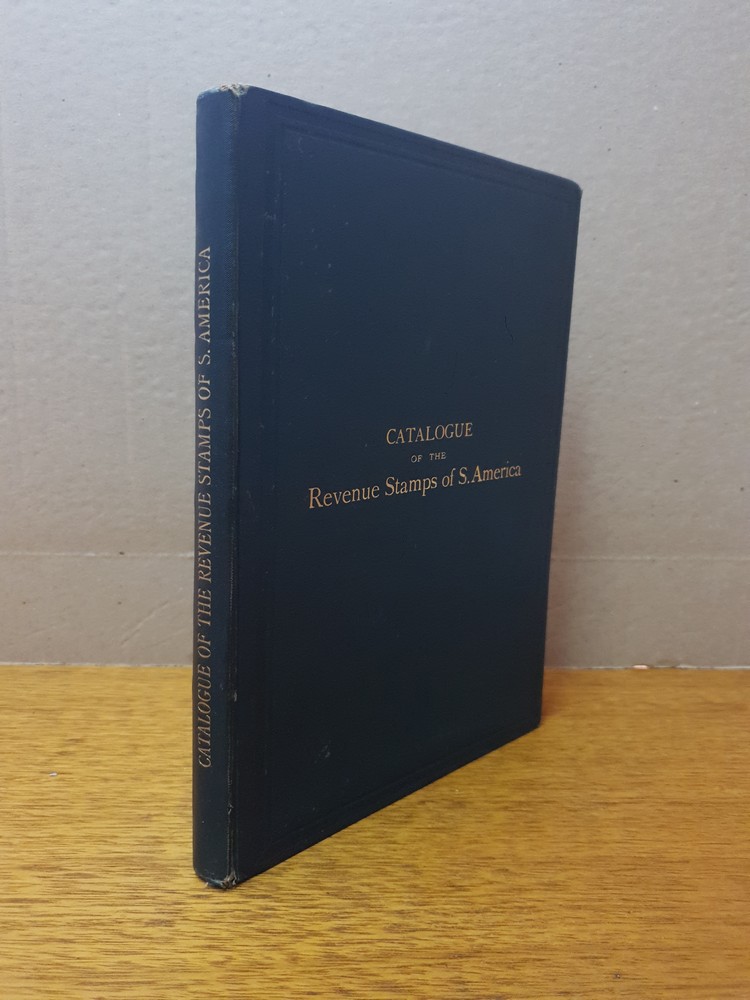 CATALOGUE OF THE REVENUE STAMPS OF S. AMERICA
CATALOGUE
OF THE
Revenue Stamps of S. America